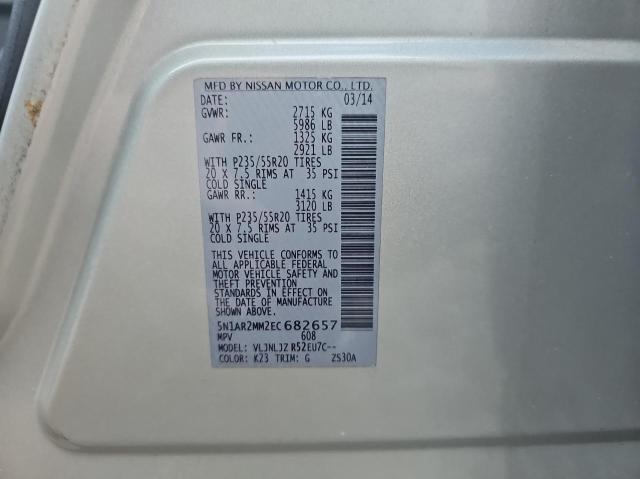 MFD BY NISSAN MOTOR CO., LTD.
DATE: 03/14
GVWR: 2715 KG
5986 LB
GAWR FR.: 1325 KG
2921 LB
WITH P235/55R20 TIRES
20 X 7.5 RIMS AT 35 PSI
COLD SINGLE
GAWR RR.: 1415 KG
3120 LB
WITH P235/55R20 TIRES
20 X 7.5 RIMS AT 35 PSI
COLD SINGLE
THIS VEHICLE CONFORMS TO
ALL APPLICABLE FEDERAL
MOTOR VEHICLE SAFETY AND
THEFT PREVENTION
STANDARDS IN EFFECT ON
THE DATE OF MANUFACTURE
SHOWN ABOVE.
5N1AR2MM2EC682657
MPV 608
MODEL: VLJNLJZ R52EU7C--
COLOR: K23 TRIM: G ZS30A